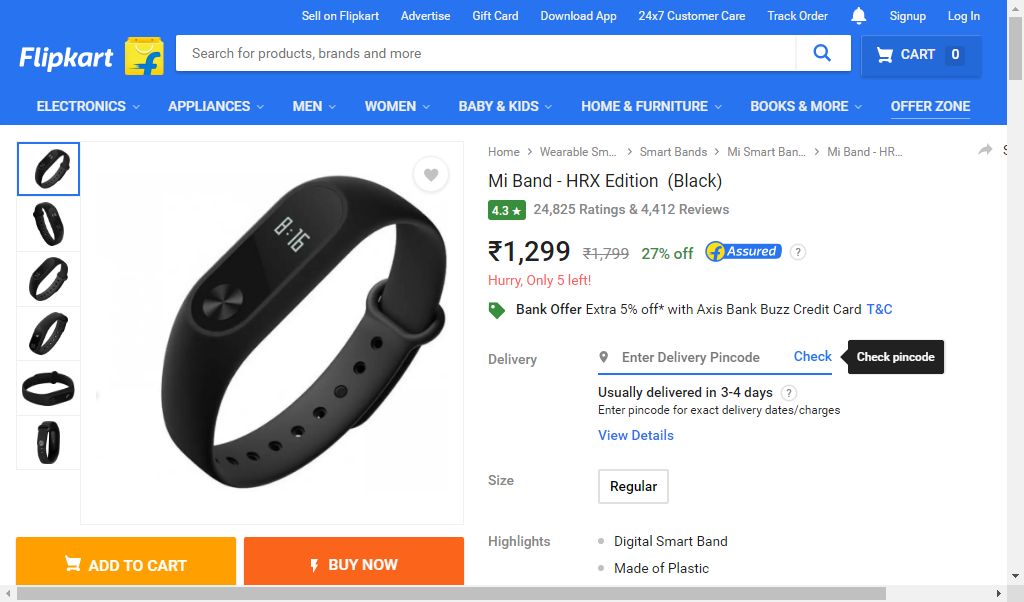 Sell on Flipkart Advertise Gift Card Download App 24x7 Customer Care Track Order Signup Log In
Flipkart
Search for products, brands and more
CART 0
ELECTRONICS APPLIANCES MEN WOMEN BABY & KIDS HOME & FURNITURE BOOKS & MORE OFFER ZONE
Home > Wearable Sm... > Smart Bands > Mi Smart Ban... > Mi Band - HR...
S
Mi Band - HRX Edition (Black)
4.3 ★ 24,825 Ratings & 4,412 Reviews
8:16
₹1,299 ₹1,799 27% off Assured ?
Hurry, Only 5 left!
Bank Offer Extra 5% off* with Axis Bank Buzz Credit Card T&C
Delivery Enter Delivery Pincode Check Check pincode
Usually delivered in 3-4 days ?
Enter pincode for exact delivery dates/charges
View Details
Size Regular
Highlights Digital Smart Band
Made of Plastic
ADD TO CART BUY NOW